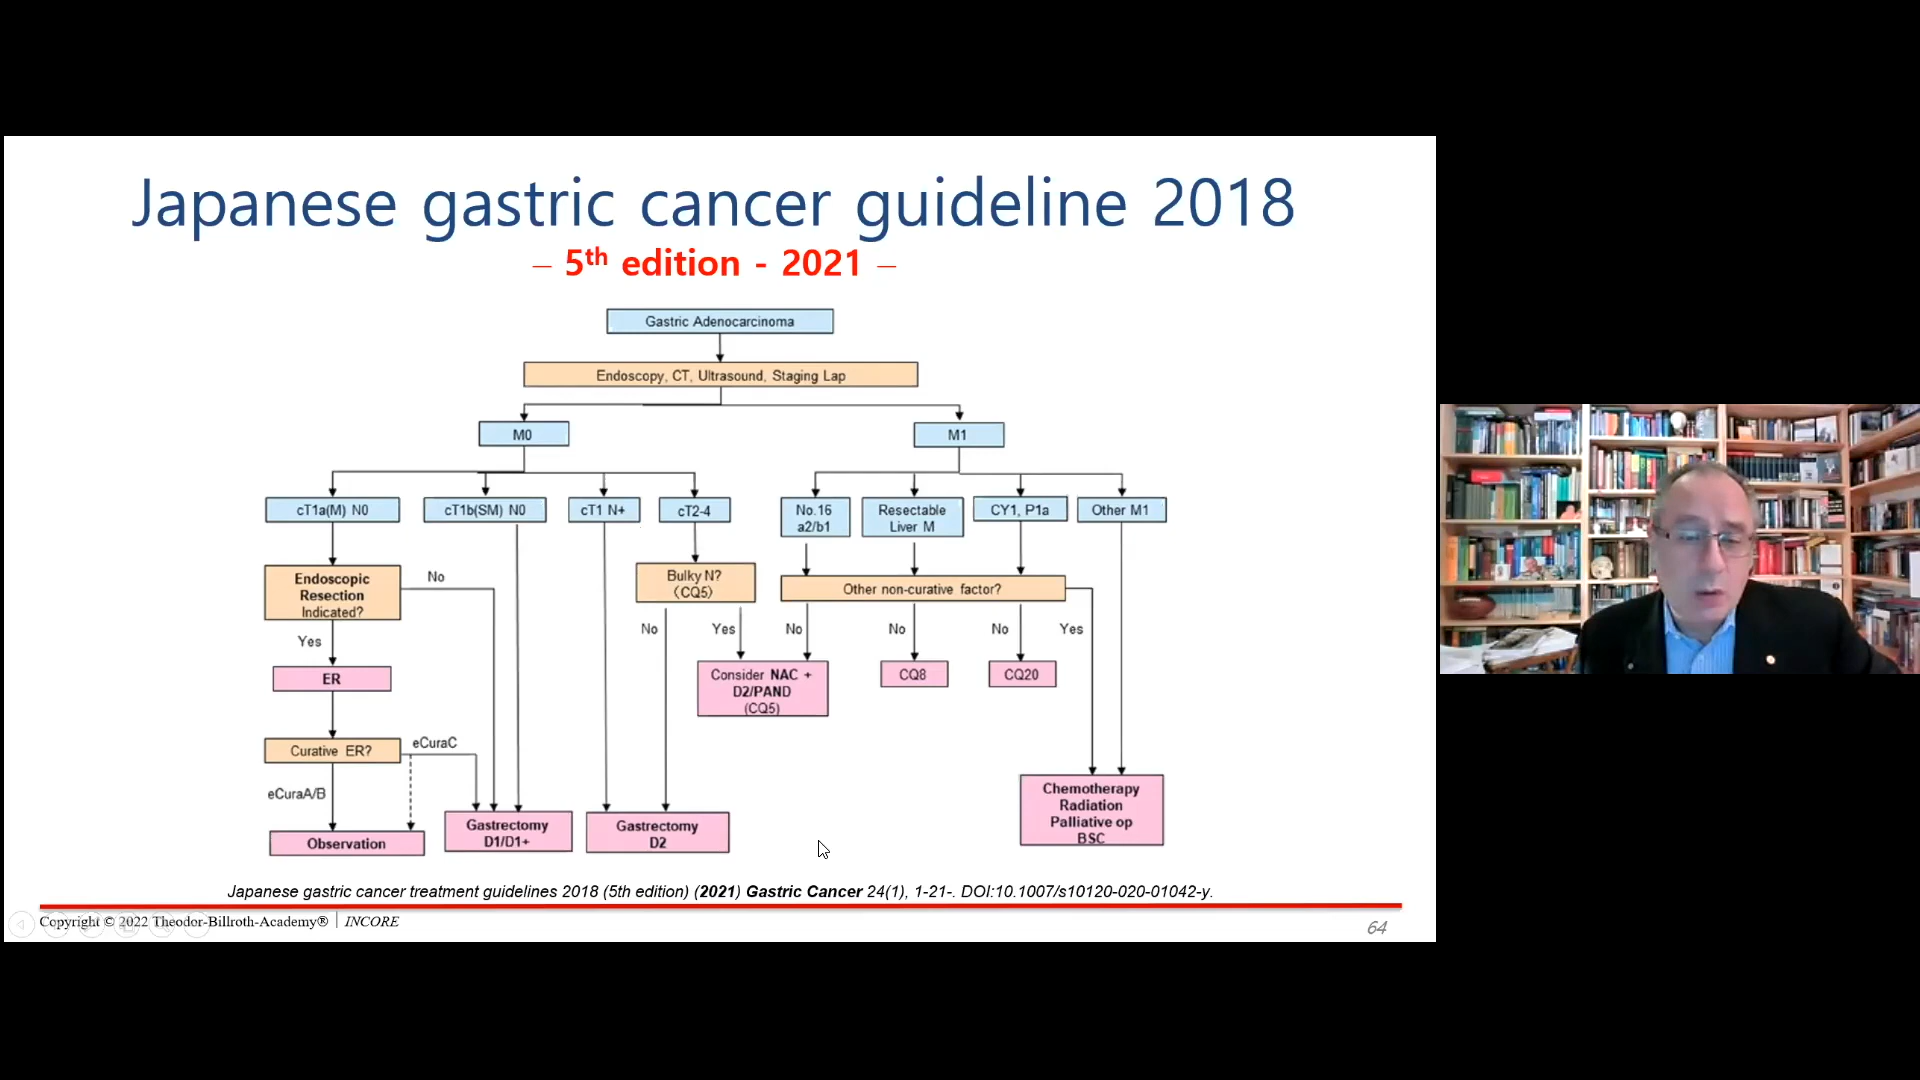 Japanese gastric cancer guideline 2018
– 5th edition - 2021 –
Gastric Adenocarcinoma
Endoscopy, CT, Ultrasound, Staging Lap
M0
M1
cT1a(M) N0
cT1b(SM) N0
cT1 N+
cT2-4
No.16
a2/b1
Resectable
Liver M
CY1, P1a
Other M1
Endoscopic
Resection
Indicated?
No
Bulky N?
(CQ5)
Other non-curative factor?
Yes
No
Yes
No
No
No
Yes
ER
Consider NAC +
D2/PAND
(CQ5)
CQ8
CQ20
Curative ER?
eCuraC
eCuraA/B
Observation
Gastrectomy
D1/D1+
Gastrectomy
D2
Chemotherapy
Radiation
Palliative op
BSC
Japanese gastric cancer treatment guidelines 2018 (5th edition) (2021) Gastric Cancer 24(1), 1-21-. DOI:10.1007/s10120-020-01042-y.
Copyright © 2022 Theodor-Billroth-Academy® | INCORE
64